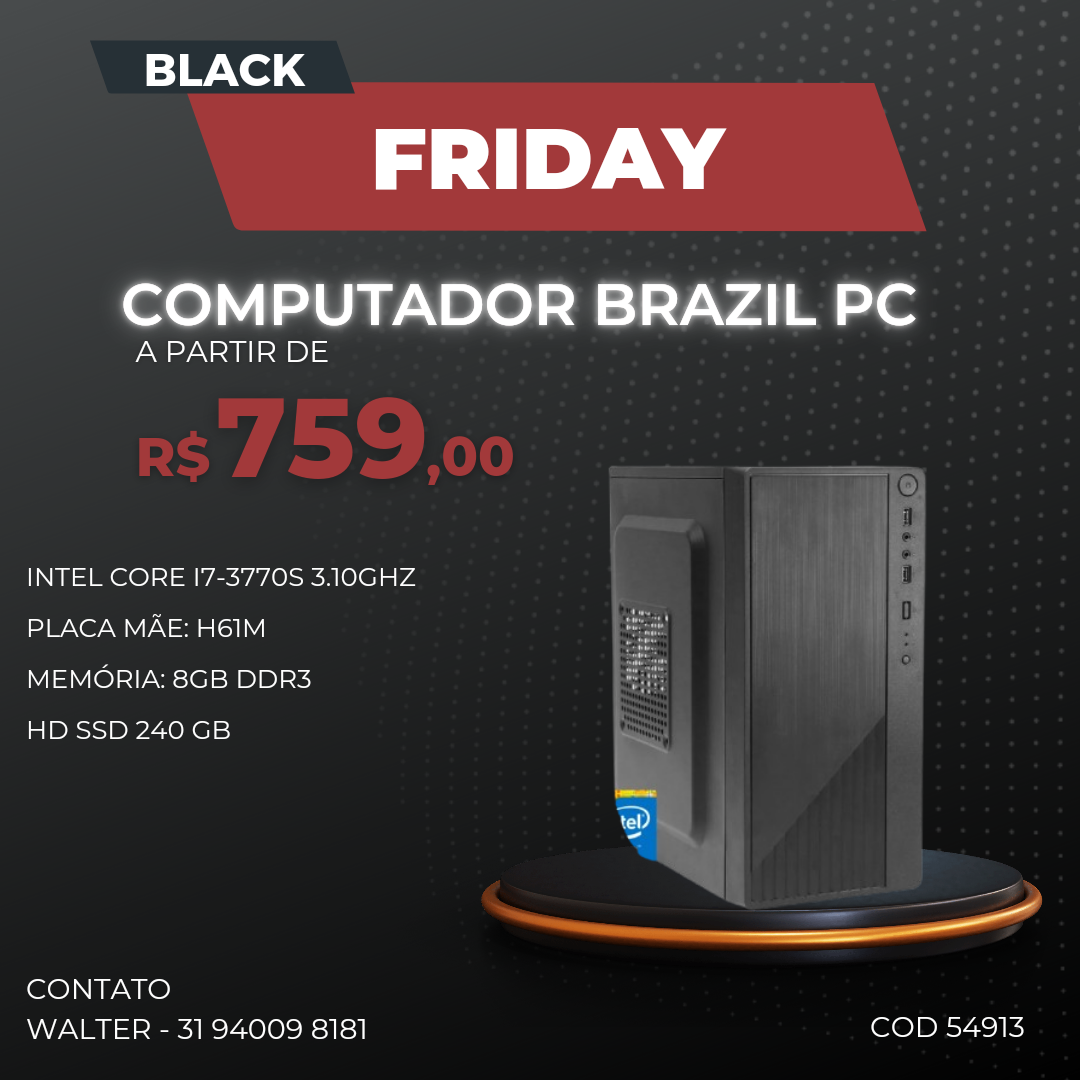 BLACK
FRIDAY
COMPUTADOR BRAZIL PC
A PARTIR DE
R$759,00
INTEL CORE I7-3770S 3.10GHZ
PLACA MÃE: H61M
MEMÓRIA: 8GB DDR3
HD SSD 240 GB
tel
CONTATO
WALTER - 31 94009 8181
COD 54913